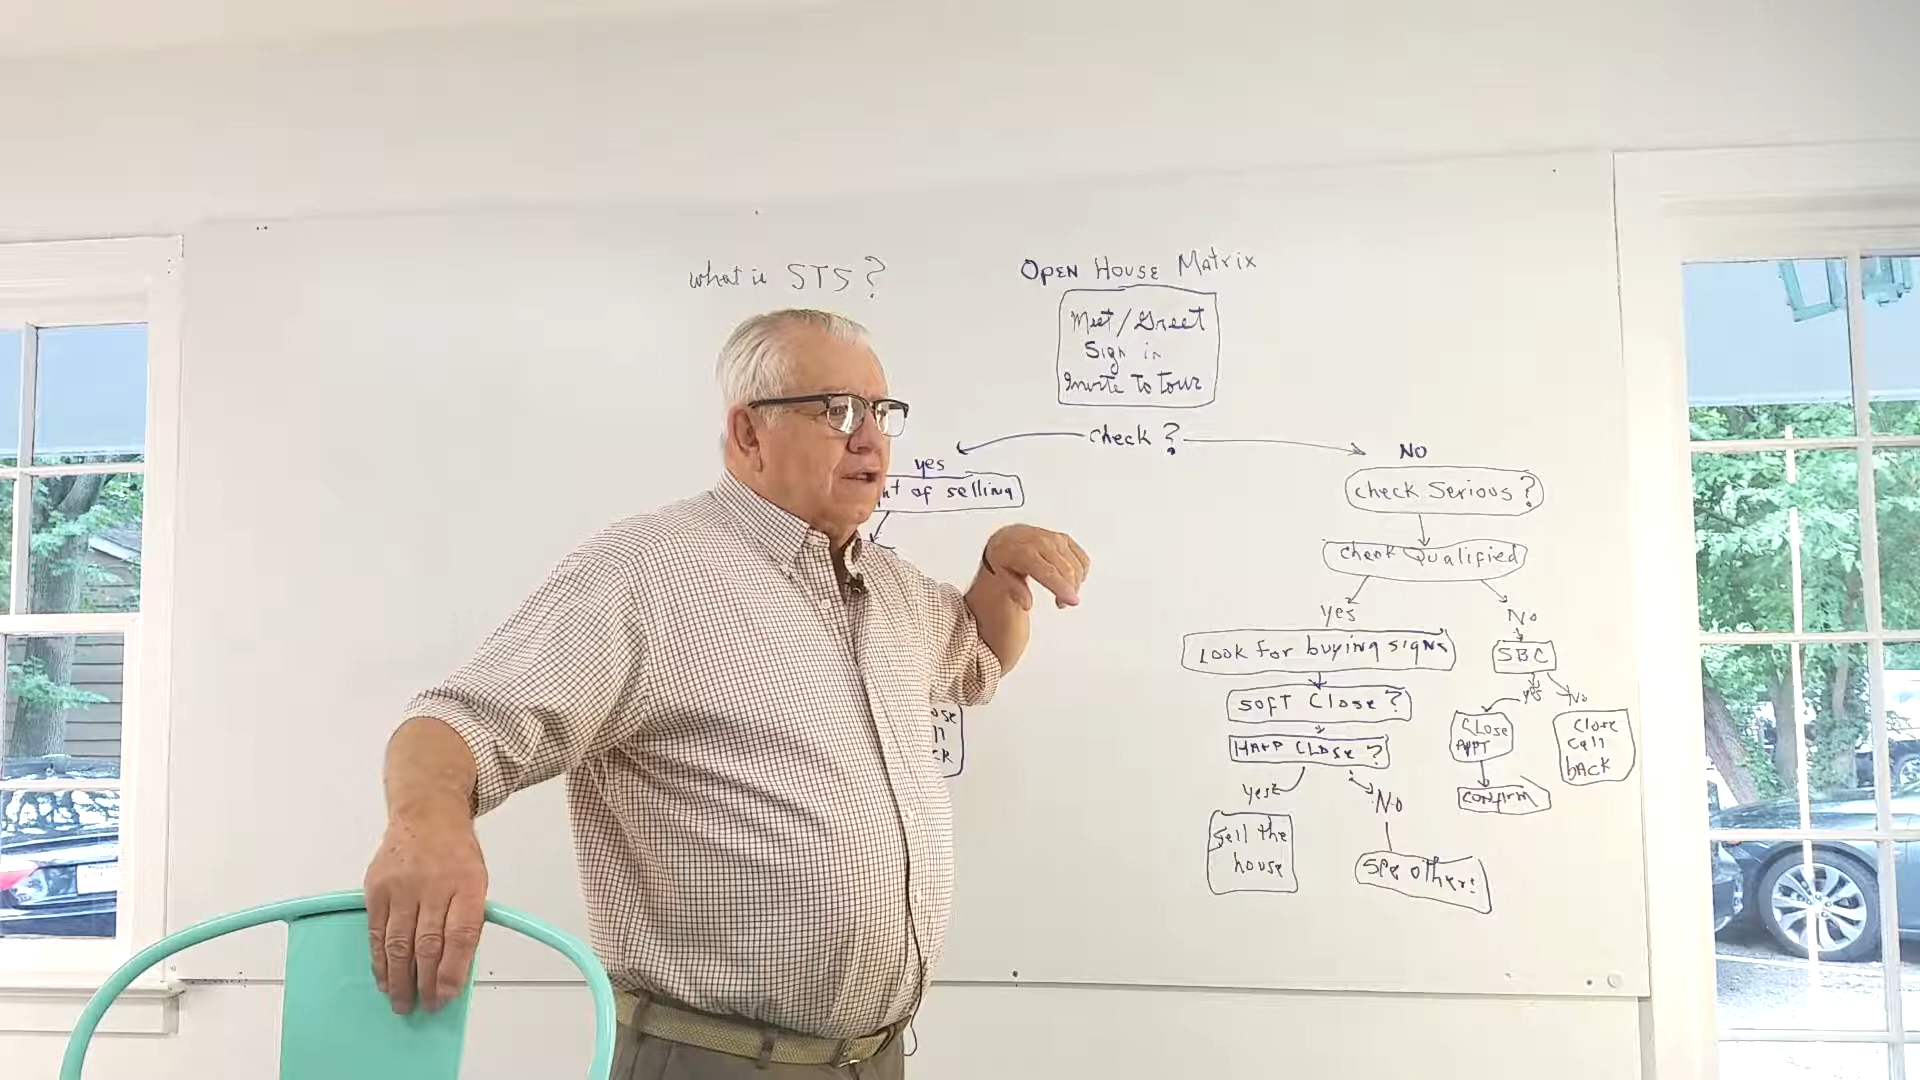 what is STS?
OPEN HOUSE MATRIX
Meet/Greet
Sign in
Invite to tour
check?
yes
of selling
NO
check Serious?
check Qualified
yes
No
Look for buying signs
SBC
yes
No
SOFT Close?
HARD CLOSE?
Close
APPT
Close
Call
bACK
CONFIRM
yes
No
Sell the
house
See other!